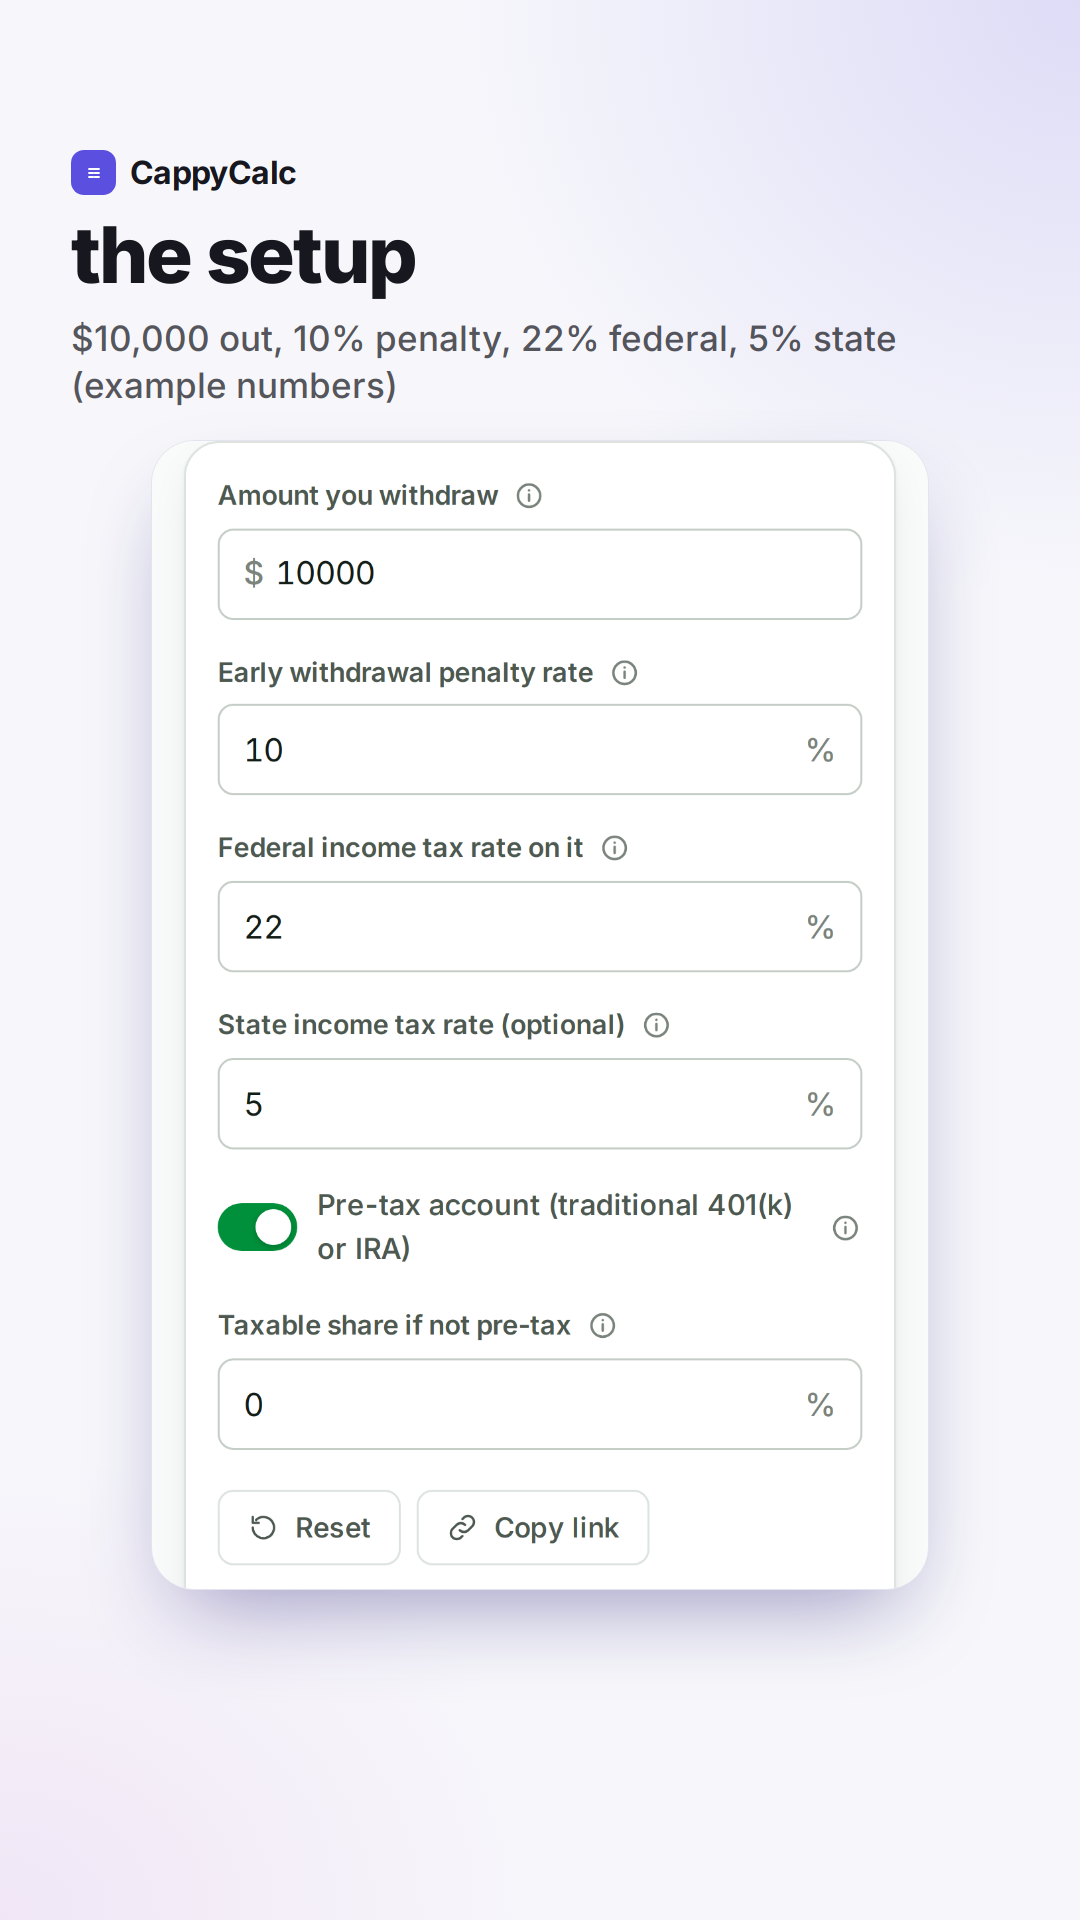 CappyCalc
the setup
$10,000 out, 10% penalty, 22% federal, 5% state
(example numbers)
Amount you withdraw
$ 10000
Early withdrawal penalty rate
10 %
Federal income tax rate on it
22 %
State income tax rate (optional)
5 %
Pre-tax account (traditional 401(k)
or IRA)
Taxable share if not pre-tax
0 %
Reset Copy link